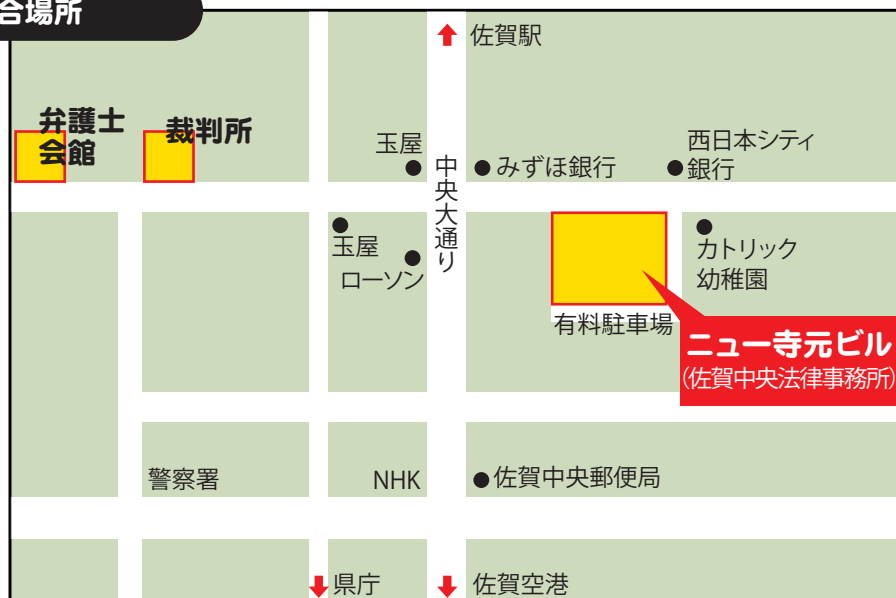 合場所
佐賀駅
弁護士
会館
裁判所
玉屋
中央大通り
みずほ銀行
西日本シティ
銀行
玉屋
ローソン
カトリック
幼稚園
有料駐車場
ニュー寺元ビル
(佐賀中央法律事務所)
警察署
NHK
佐賀中央郵便局
県庁
佐賀空港